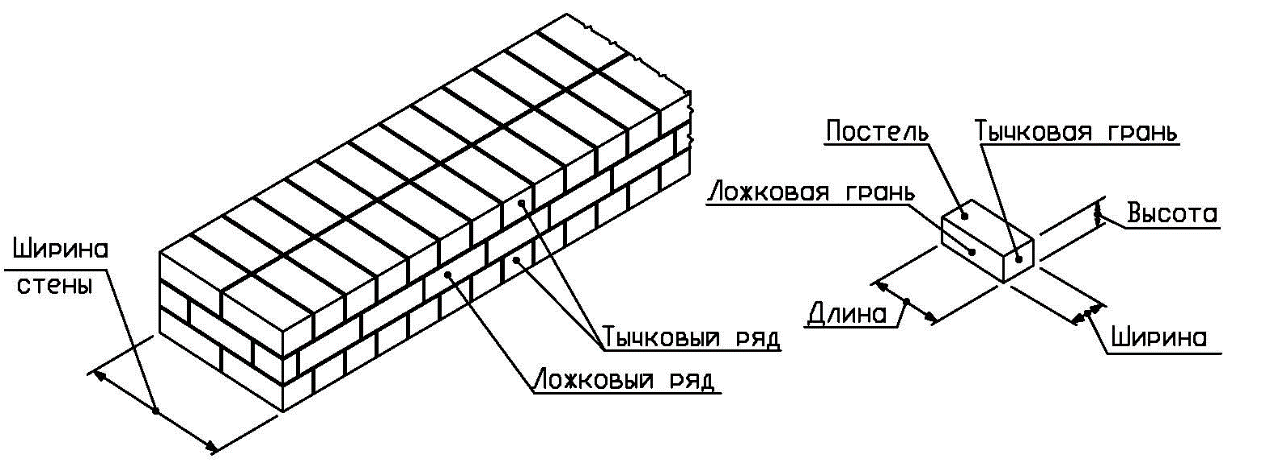 Ширина
стены
Тычковый ряд
Ложковый ряд
Постель
Тычковая грань
Ложковая грань
Высота
Длина
Ширина